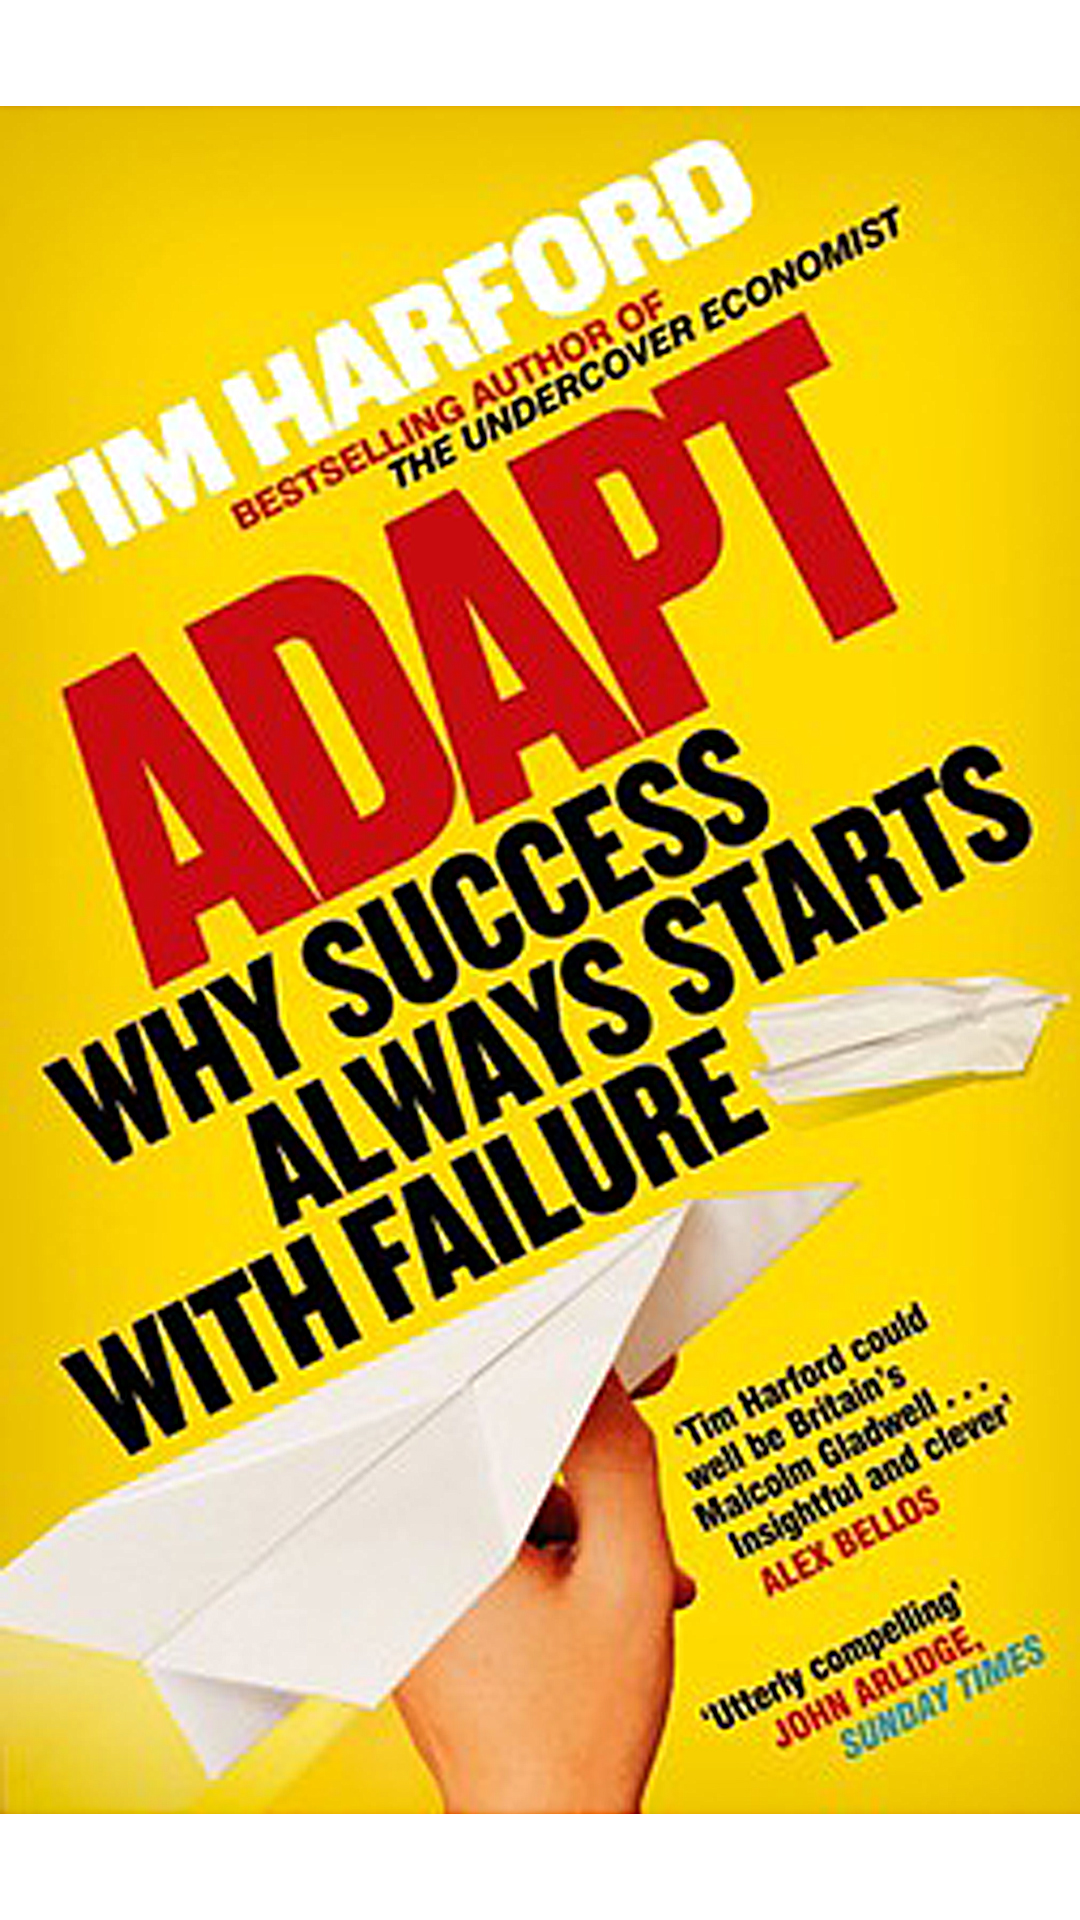 TIM HARFORD
BESTSELLING AUTHOR OF
THE UNDERCOVER ECONOMIST
ADAPT
WHY SUCCESS
ALWAYS STARTS
WITH FAILURE
‘Tim Harford could
well be Britain’s
Malcolm Gladwell . . .
Insightful and clever’
ALEX BELLOS
‘Utterly compelling’
JOHN ARLIDGE,
SUNDAY TIMES